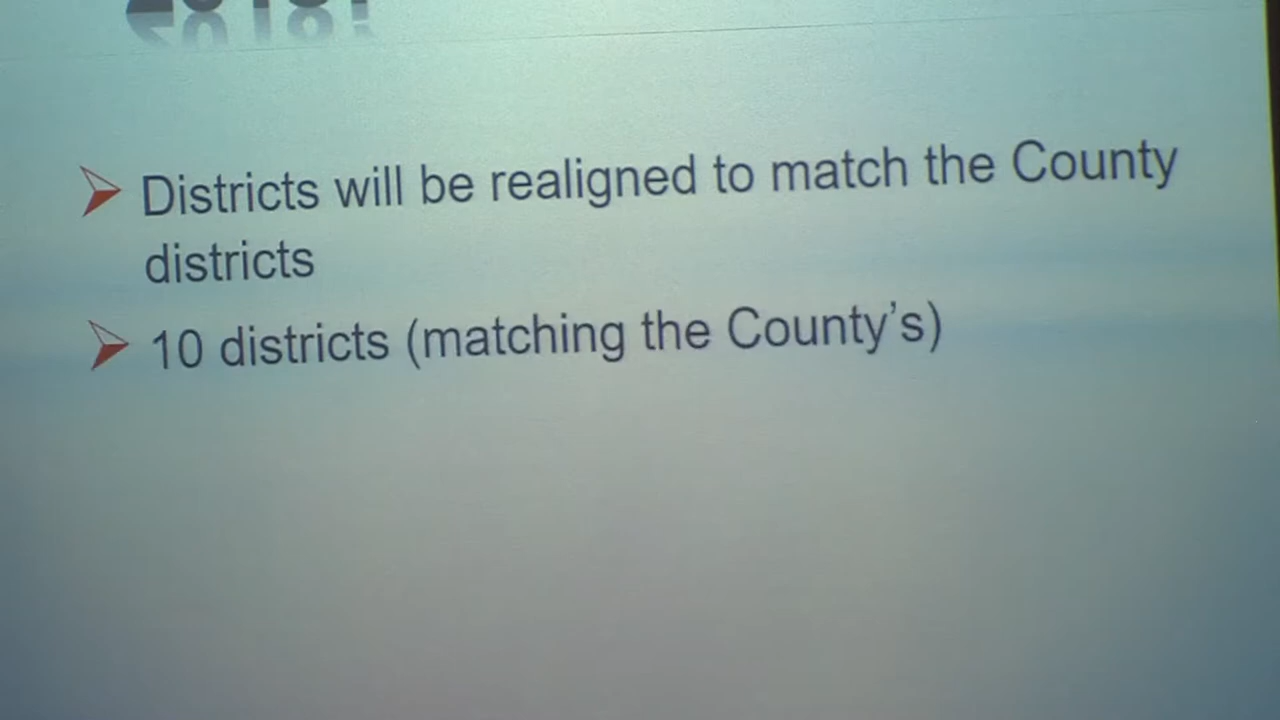 Districts will be realigned to match the County
districts
10 districts (matching the County's)